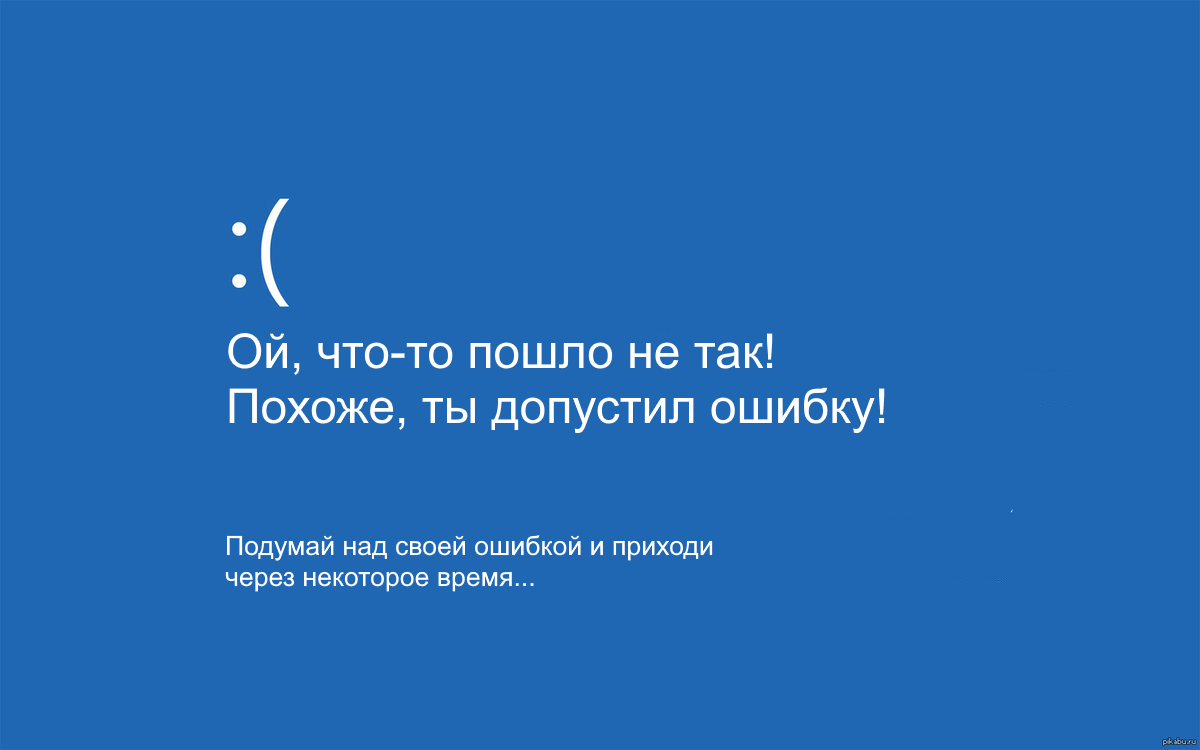 :(
Ой, что-то пошло не так!
Похоже, ты допустил ошибку!
Подумай над своей ошибкой и приходи
через некоторое время...
pikabu.ru